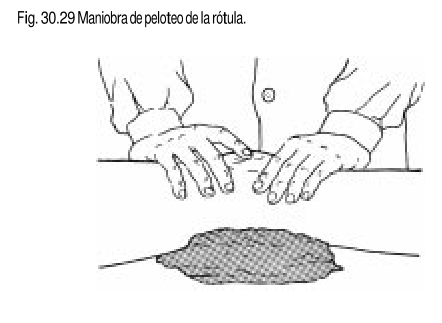 Fig. 30.29 Maniobra de peloteo de la rótula.